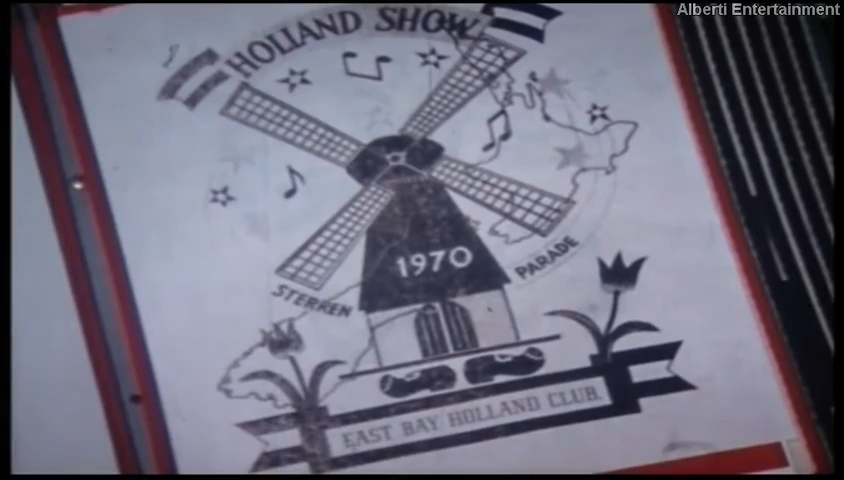 Alberti Entertainment
HOLLAND SHOW
1970
STERREN PARADE
EAST BAY HOLLAND CLUB